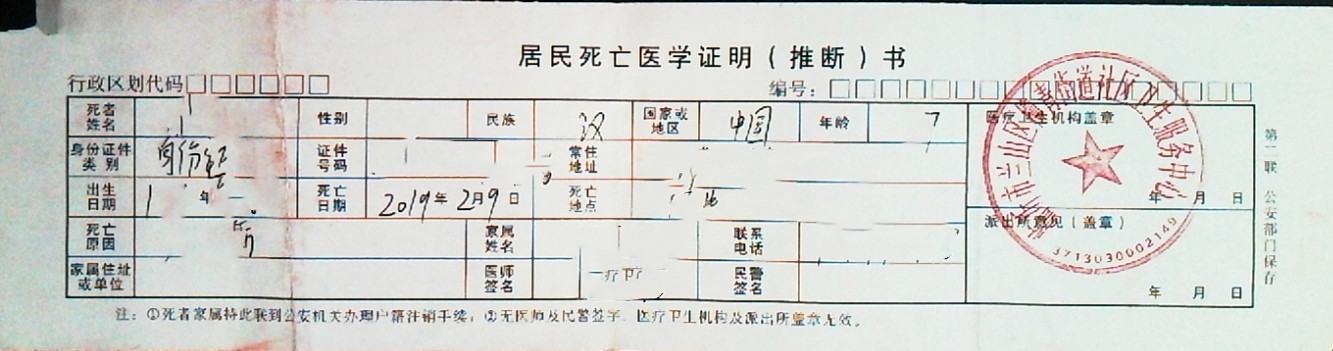 居民死亡医学证明（推断）书
行政区划代码□□□□□□ 编号：□□□□□□□□□□□□□□□□□□
死者姓名 性别 民族 汉 国家或地区 中国 年龄 7 医疗卫生机构盖章
身份证件类别 身份证 证件号码 常住地址
出生日期 1 年 死亡日期 2019年2月9日 死亡地点 年 月 日
死亡原因 家属姓名 联系电话 派出所意见（盖章）
家属住址或单位 医师签名 疗卫 民警签名 年 月 日
注：①死者家属持此联到公安机关办理户籍注销手续；②无医师及民警签字、医疗卫生机构及派出所盖章无效。
第二联 公安部门保存
市兰山区 街道社区卫生服务中心
3713030002149